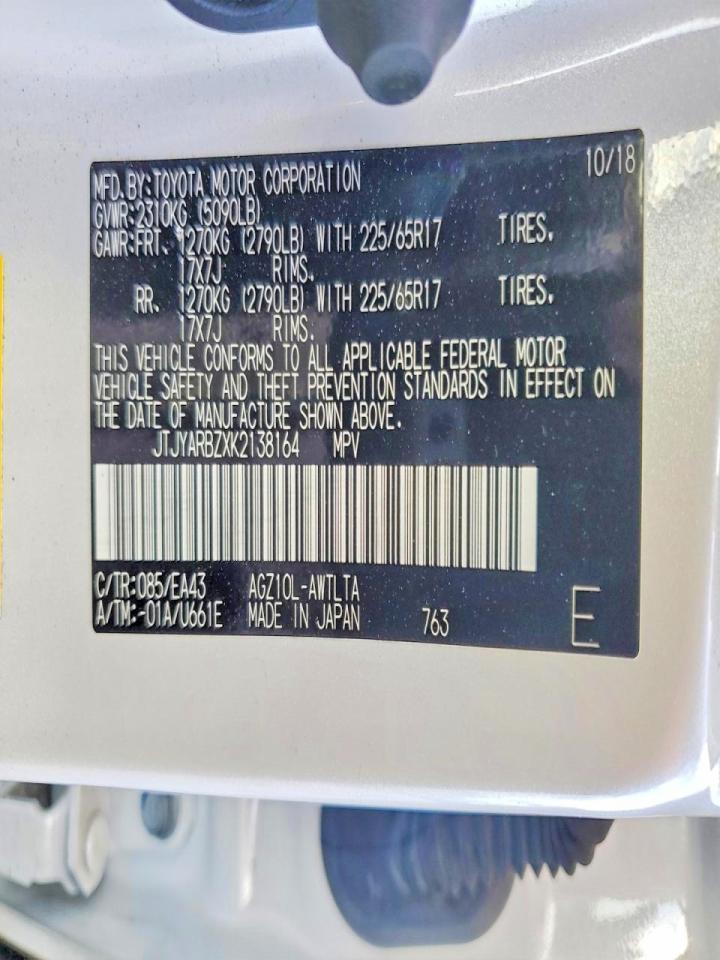 10/18
MFD. BY: TOYOTA MOTOR CORPORATION
GVWR: 2310KG (5090LB)
GAWR: FRT. 1270KG (2790LB) WITH 225/65R17 TIRES.
17X7J RIMS.
RR. 1270KG (2790LB) WITH 225/65R17 TIRES.
17X7J RIMS.
THIS VEHICLE CONFORMS TO ALL APPLICABLE FEDERAL MOTOR
VEHICLE SAFETY AND THEFT PREVENTION STANDARDS IN EFFECT ON
THE DATE OF MANUFACTURE SHOWN ABOVE.
JTJYARBZXK2138164 MPV
C/TR: 085/EA43 AGZ10L-AWTLTA
A/TM: -01A/U661E MADE IN JAPAN 763 E